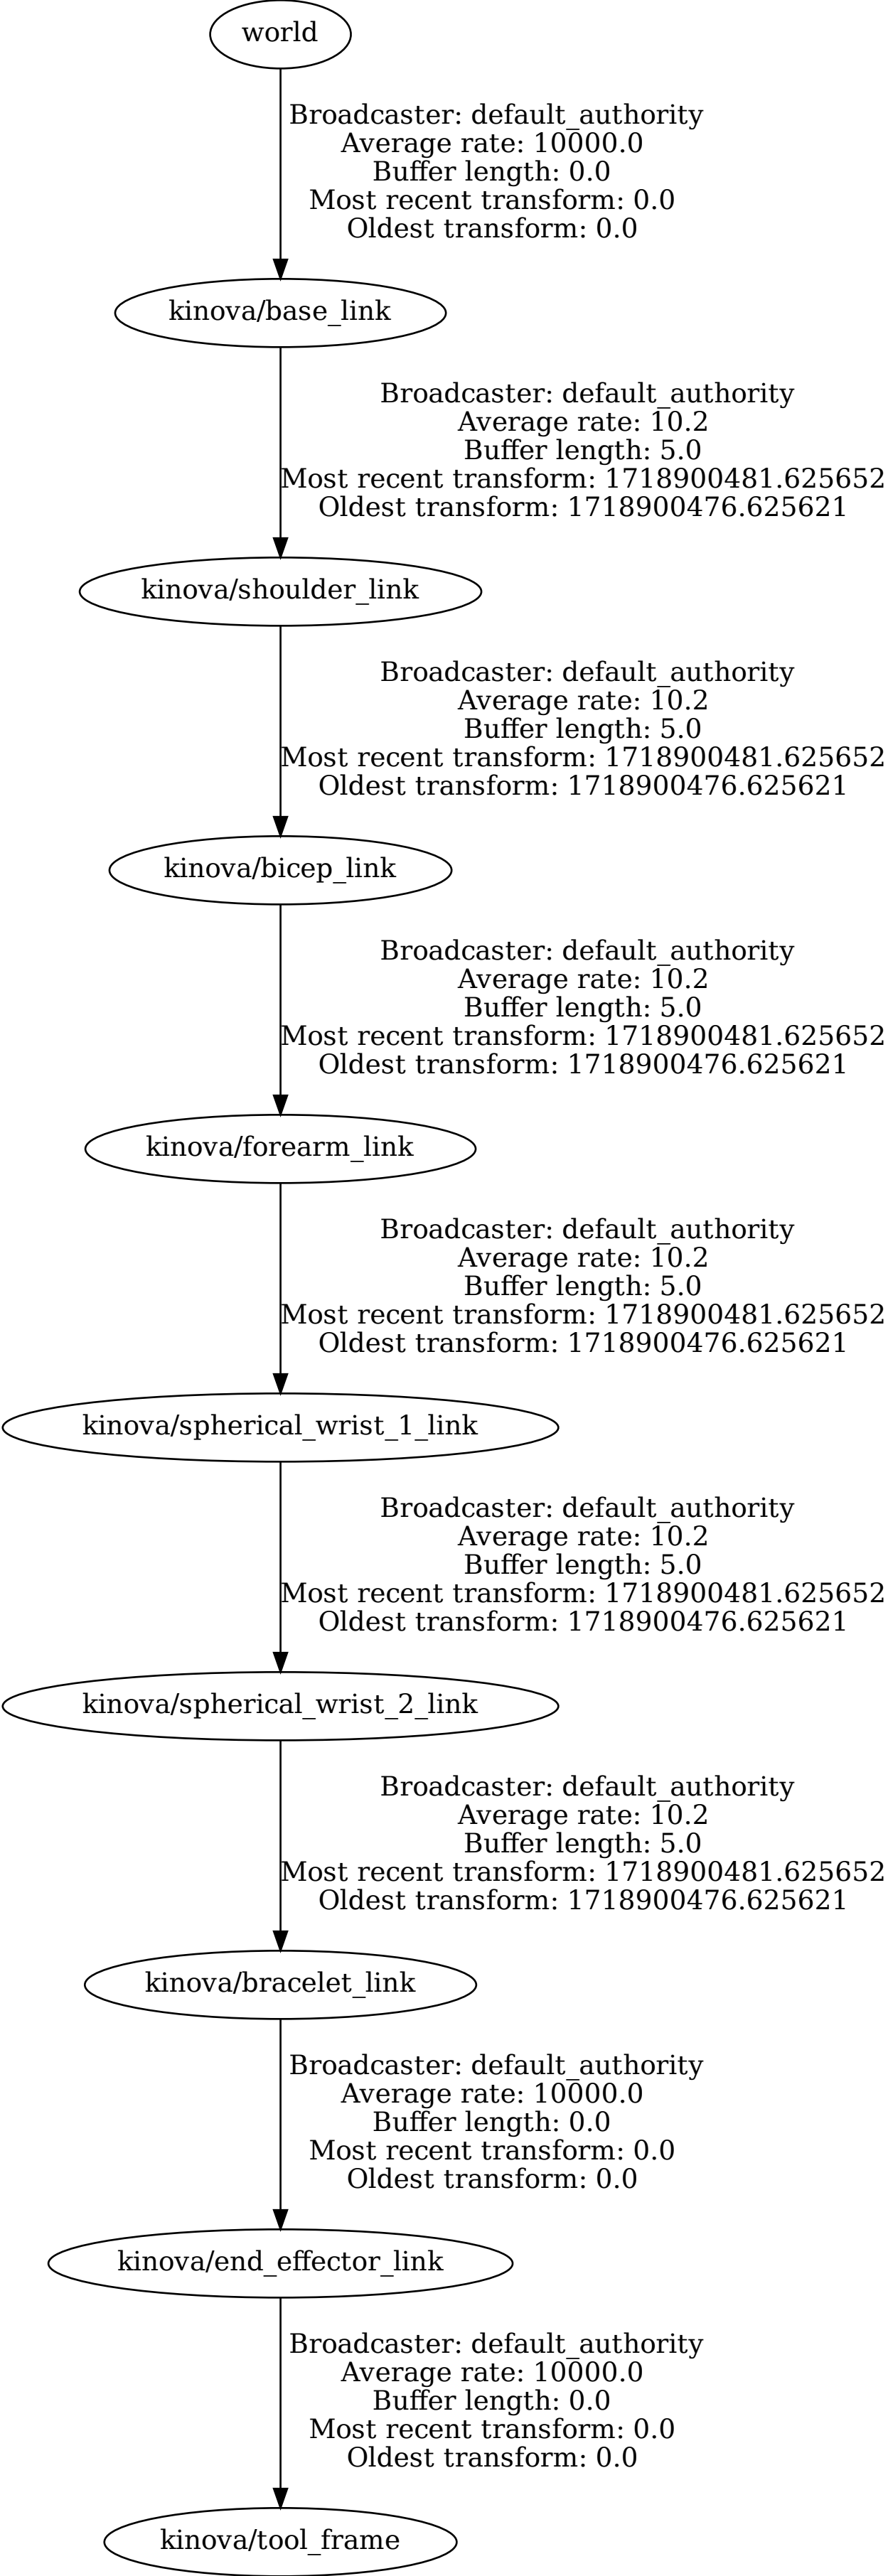 world
Broadcaster: default_authority
Average rate: 10000.0
Buffer length: 0.0
Most recent transform: 0.0
Oldest transform: 0.0
kinova/base_link
Broadcaster: default_authority
Average rate: 10.2
Buffer length: 5.0
Most recent transform: 1718900481.625652
Oldest transform: 1718900476.625621
kinova/shoulder_link
Broadcaster: default_authority
Average rate: 10.2
Buffer length: 5.0
Most recent transform: 1718900481.625652
Oldest transform: 1718900476.625621
kinova/bicep_link
Broadcaster: default_authority
Average rate: 10.2
Buffer length: 5.0
Most recent transform: 1718900481.625652
Oldest transform: 1718900476.625621
kinova/forearm_link
Broadcaster: default_authority
Average rate: 10.2
Buffer length: 5.0
Most recent transform: 1718900481.625652
Oldest transform: 1718900476.625621
kinova/spherical_wrist_1_link
Broadcaster: default_authority
Average rate: 10.2
Buffer length: 5.0
Most recent transform: 1718900481.625652
Oldest transform: 1718900476.625621
kinova/spherical_wrist_2_link
Broadcaster: default_authority
Average rate: 10.2
Buffer length: 5.0
Most recent transform: 1718900481.625652
Oldest transform: 1718900476.625621
kinova/bracelet_link
Broadcaster: default_authority
Average rate: 10000.0
Buffer length: 0.0
Most recent transform: 0.0
Oldest transform: 0.0
kinova/end_effector_link
Broadcaster: default_authority
Average rate: 10000.0
Buffer length: 0.0
Most recent transform: 0.0
Oldest transform: 0.0
kinova/tool_frame